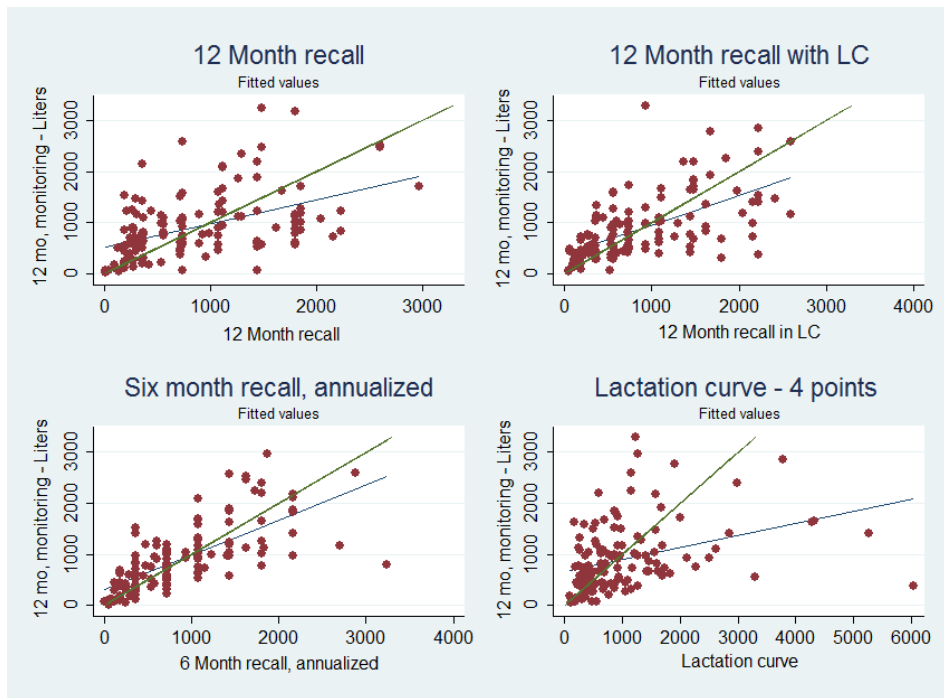 12 Month recall
Fitted values
12 mo, monitoring - Liters
0 1000 2000 3000
0 1000 2000 3000
12 Month recall
12 Month recall with LC
Fitted values
12 mo, monitoring - Liters
0 1000 2000 3000
0 1000 2000 3000 4000
12 Month recall in LC
Six month recall, annualized
Fitted values
12 mo, monitoring - Liters
0 1000 2000 3000
0 1000 2000 3000 4000
6 Month recall, annualized
Lactation curve - 4 points
Fitted values
12 mo, monitoring - Liters
0 1000 2000 3000
0 1000 2000 3000 4000 5000 6000
Lactation curve